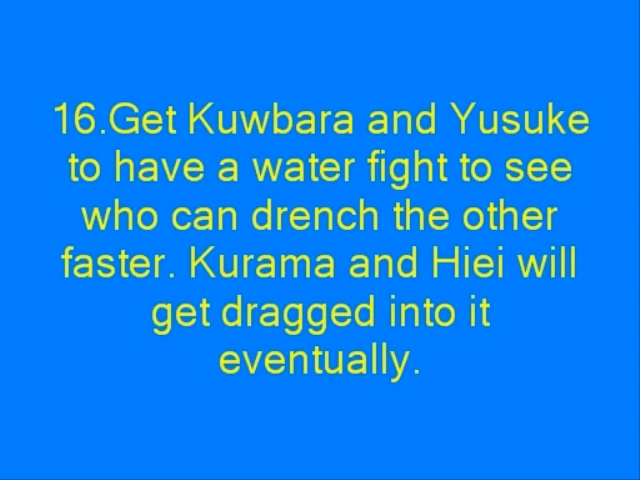 16.Get Kuwbara and Yusuke
to have a water fight to see
who can drench the other
faster. Kurama and Hiei will
get dragged into it
eventually.